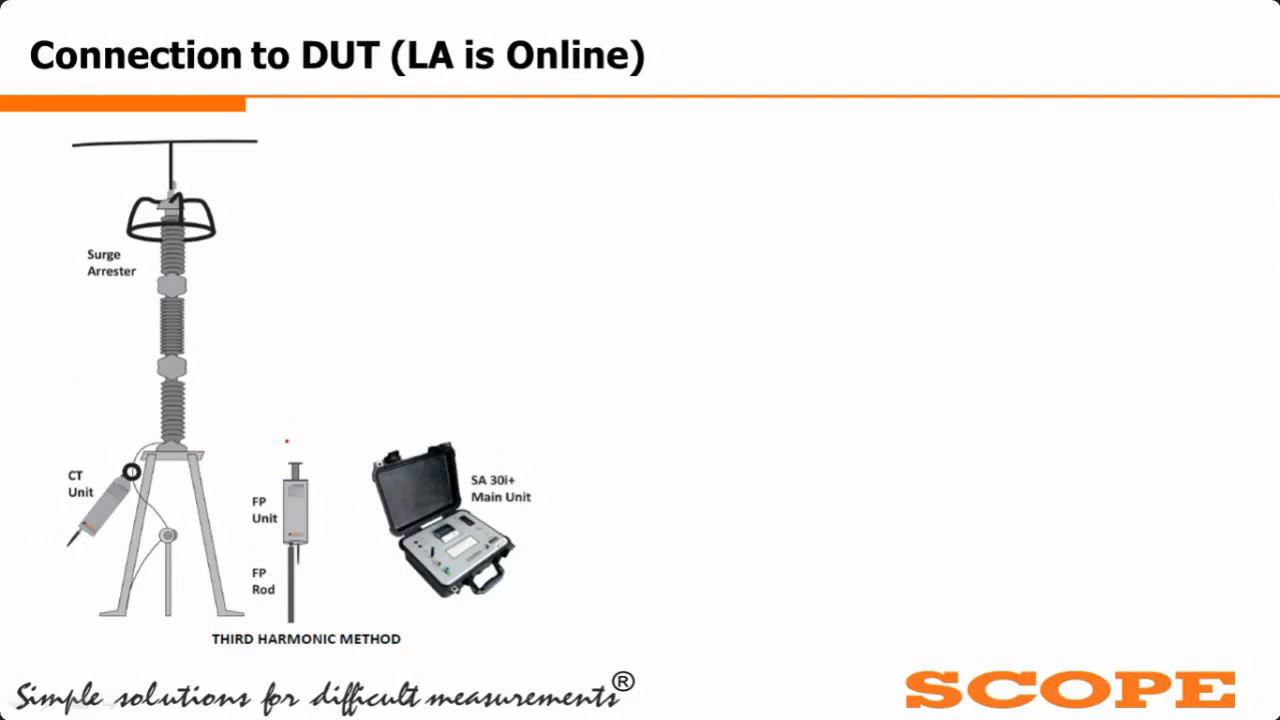 Connection to DUT (LA is Online)
Surge
Arrester
CT
Unit
FP
Unit
SA 30i+
Main Unit
FP
Rod
THIRD HARMONIC METHOD
Simple solutions for difficult measurements®
SCOPE